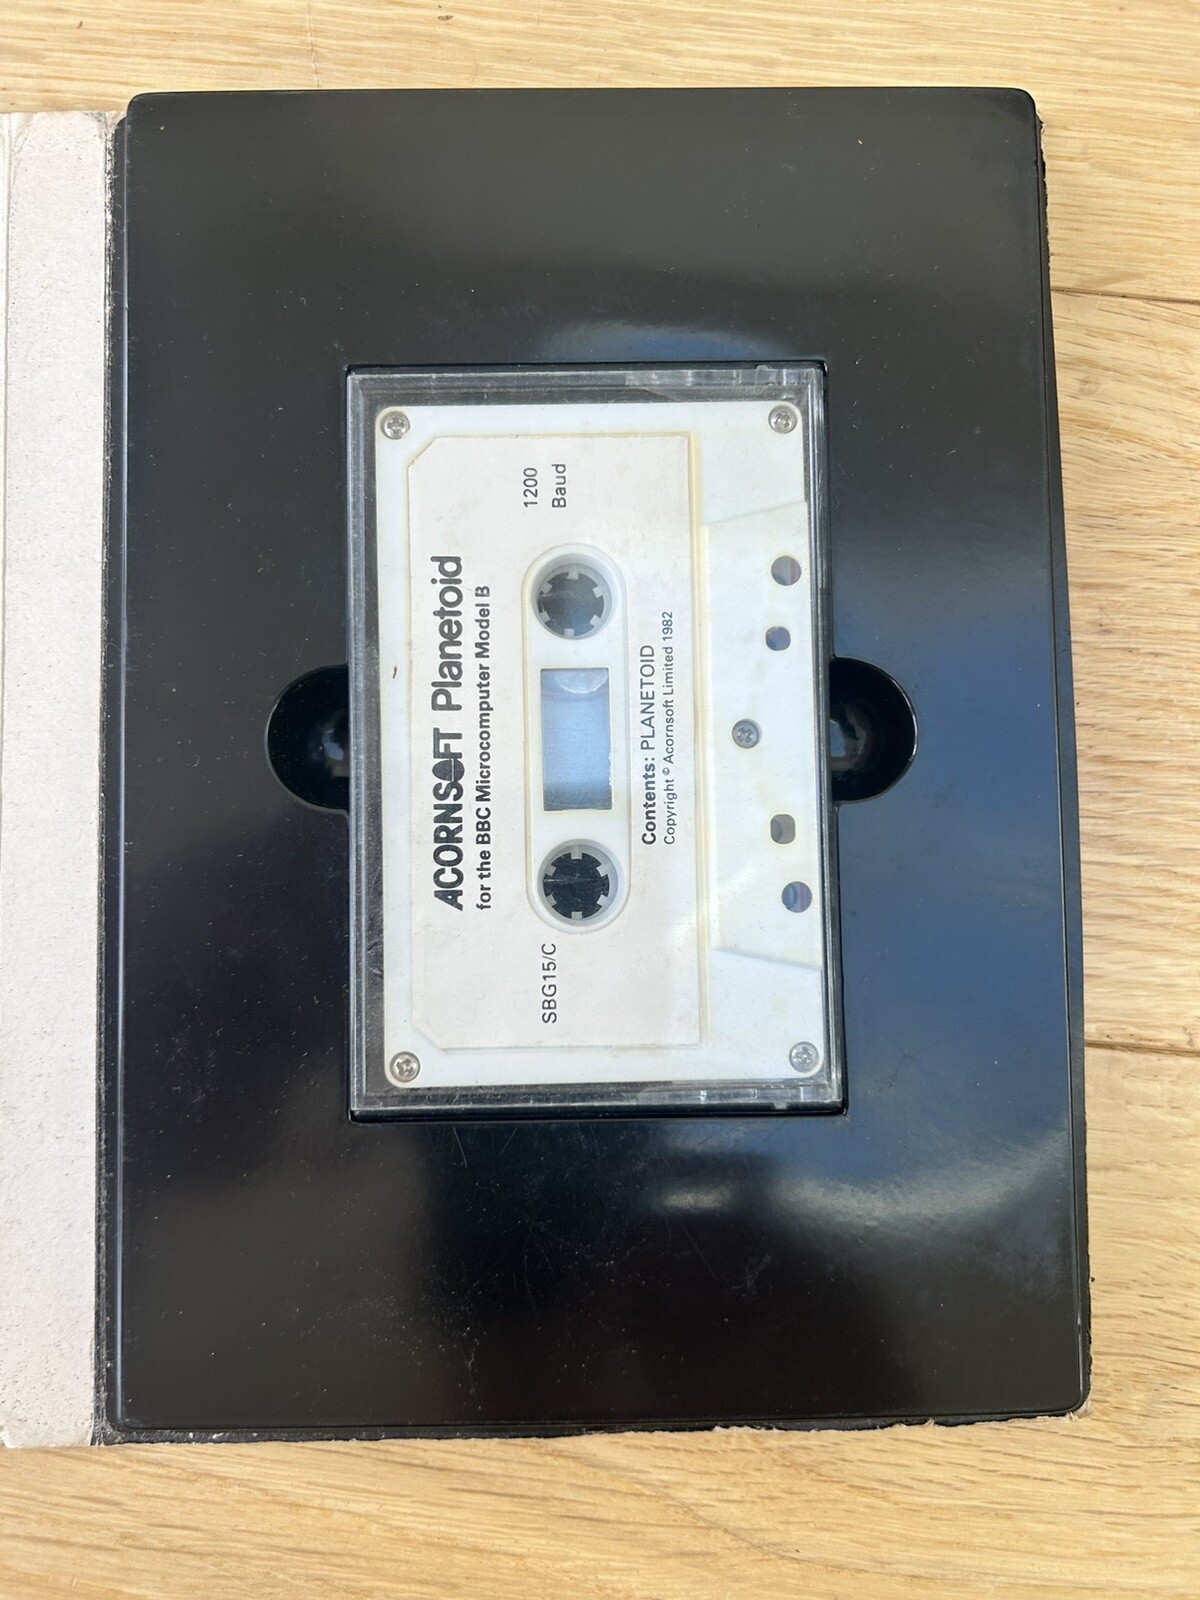 ACORNSOFT Planetoid
for the BBC Microcomputer Model B
SBG15/C
1200
Baud
Contents: PLANETOID
Copyright © Acornsoft Limited 1982